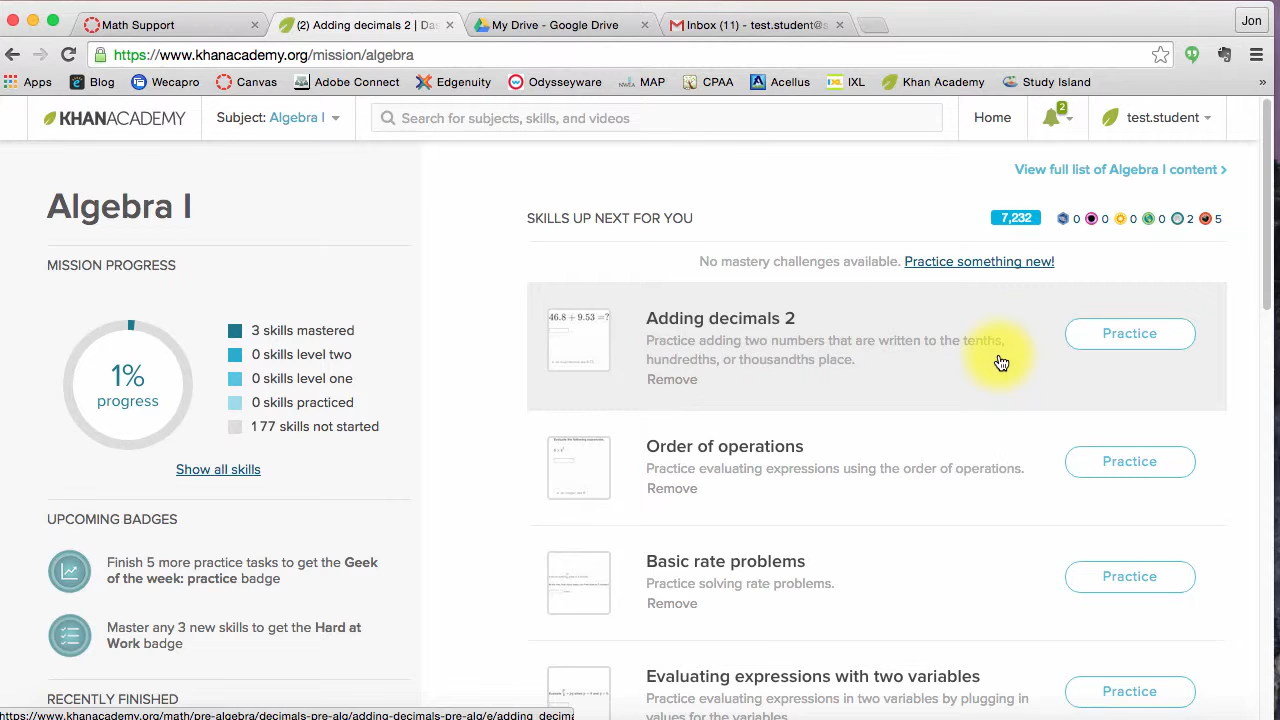 Math Support
(2) Adding decimals 2 | Da
My Drive - Google Drive
Inbox (11) - test.student@s
Jon
https://www.khanacademy.org/mission/algebra
Apps
Blog
Wecapro
Canvas
Adobe Connect
Edgenuity
Odysseyware
MAP
CPAA
Acellus
IXL
Khan Academy
Study Island
»
KHANACADEMY
Subject: Algebra I
Search for subjects, skills, and videos
Home
2
test.student
View full list of Algebra I content ›
Algebra I
MISSION PROGRESS
1%
progress
3 skills mastered
0 skills level two
0 skills level one
0 skills practiced
177 skills not started
Show all skills
UPCOMING BADGES
Finish 5 more practice tasks to get the Geek
of the week: practice badge
Master any 3 new skills to get the Hard at
Work badge
RECENTLY FINISHED
SKILLS UP NEXT FOR YOU
7,232 0 0 0 0 2 5
No mastery challenges available. Practice something new!
46.8 + 9.53 =?
Adding decimals 2
Practice adding two numbers that are written to the tenths,
hundredths, or thousandths place.
Remove
Practice
Order of operations
Practice evaluating expressions using the order of operations.
Remove
Practice
Basic rate problems
Practice solving rate problems.
Remove
Practice
Evaluating expressions with two variables
Practice evaluating expressions in two variables by plugging in
values for the variables.
Practice
https://www.khanacademy.org/math/pre-algebra/decimals-pre-alg/adding-decimals-pre-alg/e/adding_decima